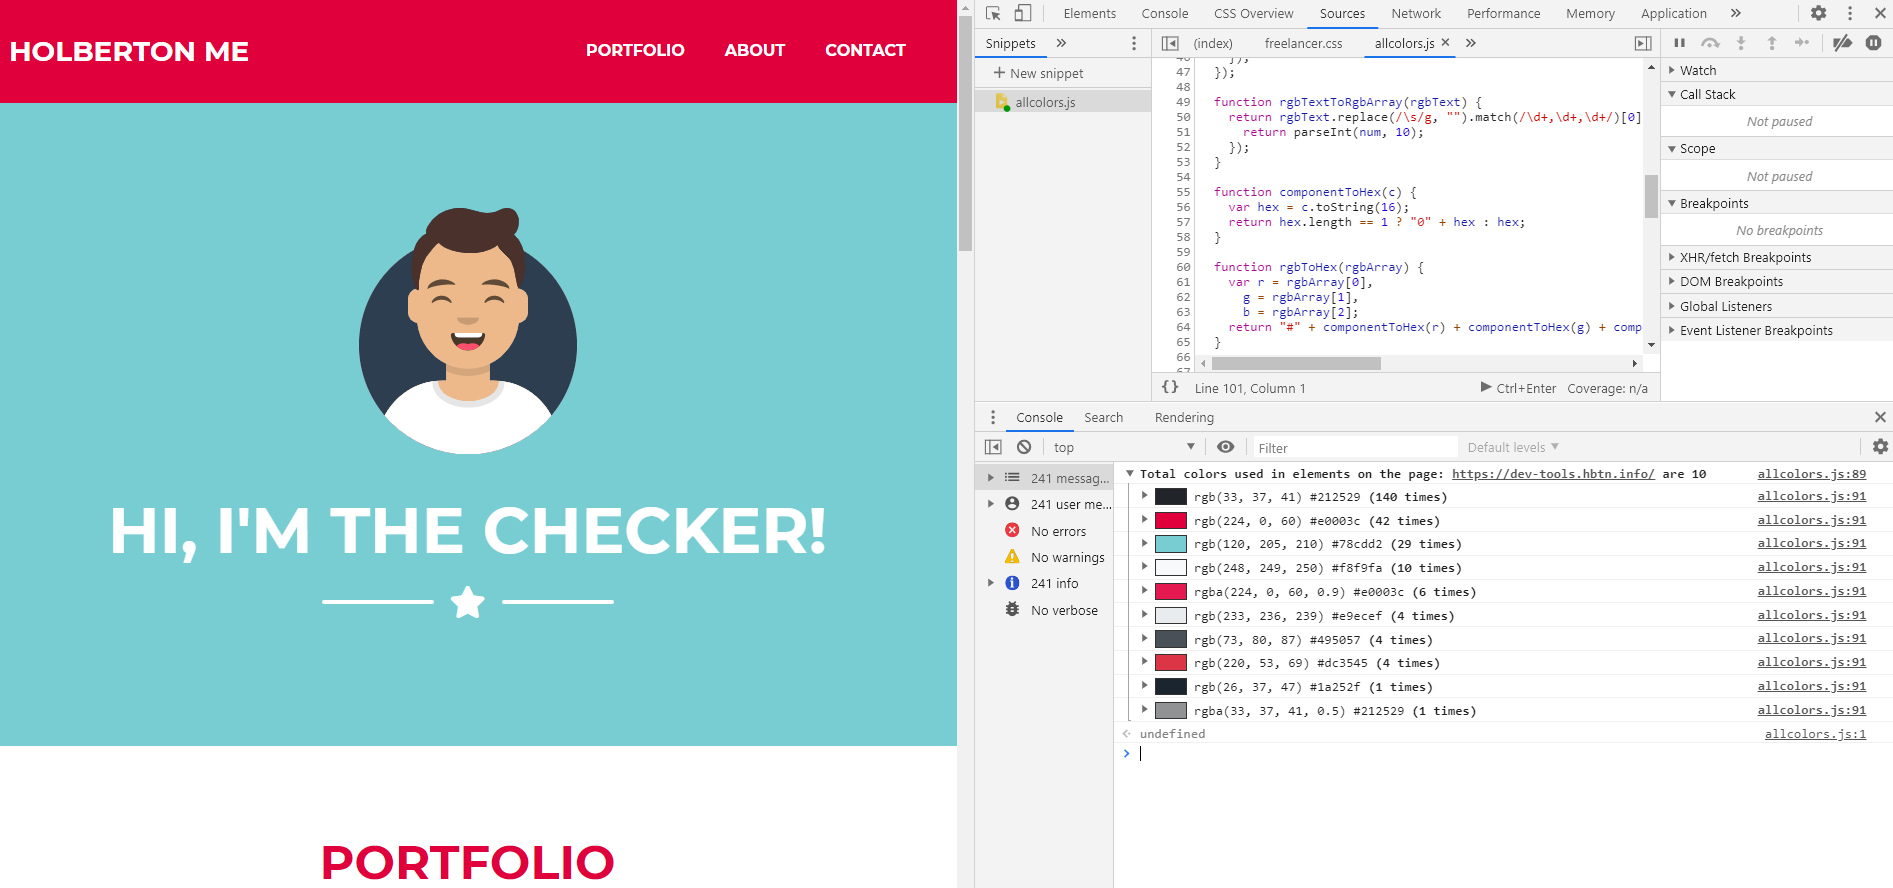 HOLBERTON ME
PORTFOLIO ABOUT CONTACT
HI, I'M THE CHECKER!
PORTFOLIO
Elements Console CSS Overview Sources Network Performance Memory Application »
Snippets »
+ New snippet
allcolors.js
(index) freelancer.css allcolors.js × »
46 });
47 });
48
49 function rgbTextToRgbArray(rgbText) {
50 return rgbText.replace(/\s/g, "").match(/\d+,\d+,\d+/)[0]
51 return parseInt(num, 10);
52 });
53 }
54
55 function componentToHex(c) {
56 var hex = c.toString(16);
57 return hex.length == 1 ? "0" + hex : hex;
58 }
59
60 function rgbToHex(rgbArray) {
61 var r = rgbArray[0],
62 g = rgbArray[1],
63 b = rgbArray[2];
64 return "#" + componentToHex(r) + componentToHex(g) + comp
65 }
66
67
{} Line 101, Column 1 Ctrl+Enter Coverage: n/a
Watch
Call Stack
Not paused
Scope
Not paused
Breakpoints
No breakpoints
XHR/fetch Breakpoints
DOM Breakpoints
Global Listeners
Event Listener Breakpoints
Console Search Rendering
top Filter Default levels
241 messag...
241 user me...
No errors
No warnings
241 info
No verbose
Total colors used in elements on the page: https://dev-tools.hbtn.info/ are 10 allcolors.js:89
rgb(33, 37, 41) #212529 (140 times) allcolors.js:91
rgb(224, 0, 60) #e0003c (42 times) allcolors.js:91
rgb(120, 205, 210) #78cdd2 (29 times) allcolors.js:91
rgb(248, 249, 250) #f8f9fa (10 times) allcolors.js:91
rgba(224, 0, 60, 0.9) #e0003c (6 times) allcolors.js:91
rgb(233, 236, 239) #e9ecef (4 times) allcolors.js:91
rgb(73, 80, 87) #495057 (4 times) allcolors.js:91
rgb(220, 53, 69) #dc3545 (4 times) allcolors.js:91
rgb(26, 37, 47) #1a252f (1 times) allcolors.js:91
rgba(33, 37, 41, 0.5) #212529 (1 times) allcolors.js:91
undefined allcolors.js:1